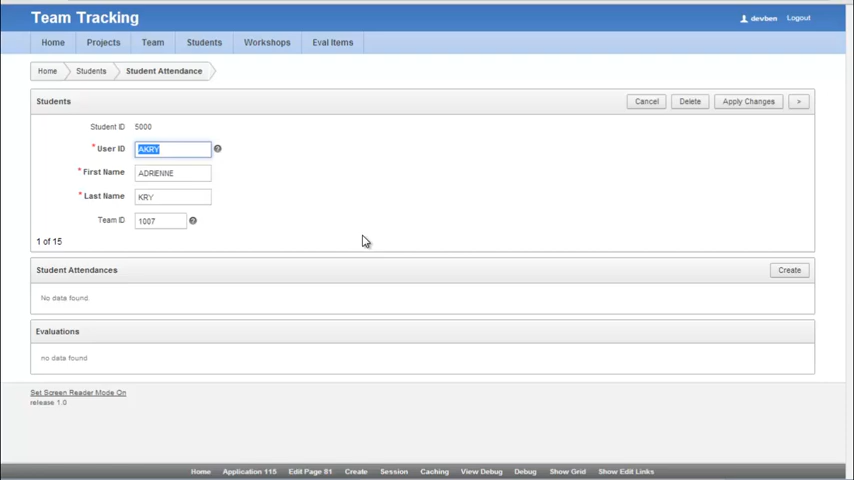 Team Tracking
devben Logout
Home Projects Team Students Workshops Eval Items
Home Students Student Attendance
Students Cancel Delete Apply Changes >
Student ID 5000
* User ID AKRY ?
* First Name ADRIENNE
* Last Name KRY
Team ID 1007 ?
1 of 15
Student Attendances Create
No data found.
Evaluations
no data found
Set Screen Reader Mode On
release 1.0
Home Application 115 Edit Page 81 Create Session Caching View Debug Debug Show Grid Show Edit Links